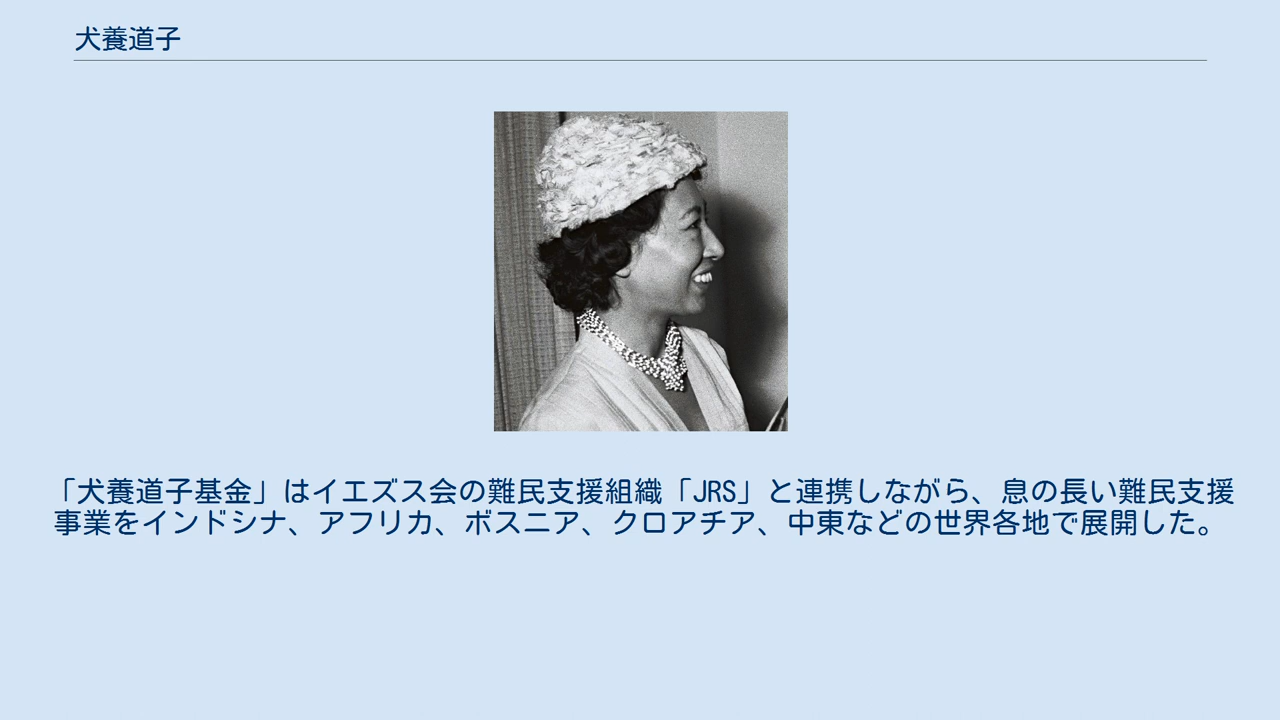 犬養道子
「犬養道子基金」はイエズス会の難民支援組織「JRS」と連携しながら、息の長い難民支援
事業をインドシナ、アフリカ、ボスニア、クロアチア、中東などの世界各地で展開した。